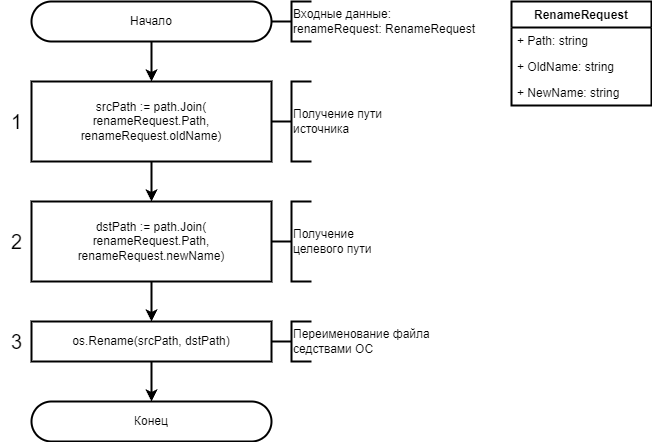 Начало
Входные данные:
renameRequest: RenameRequest
RenameRequest
+ Path: string
+ OldName: string
+ NewName: string
1
srcPath := path.Join(
renameRequest.Path,
renameRequest.oldName)
Получение пути
источника
2
dstPath := path.Join(
renameRequest.Path,
renameRequest.newName)
Получение
целевого пути
3
os.Rename(srcPath, dstPath)
Переименование файла
седствами ОС
Конец